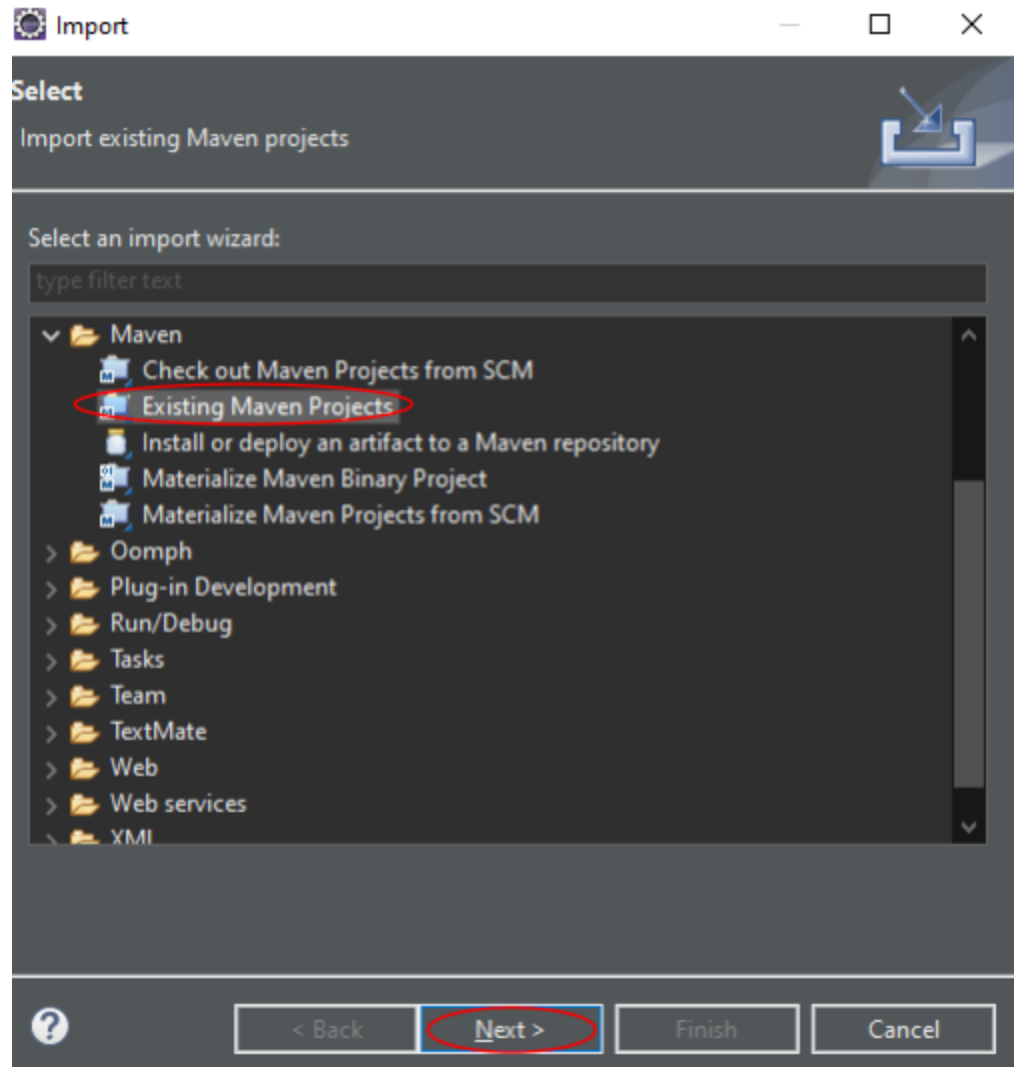 Import
Select
Import existing Maven projects
Select an import wizard:
type filter text
Maven
Check out Maven Projects from SCM
Existing Maven Projects
Install or deploy an artifact to a Maven repository
Materialize Maven Binary Project
Materialize Maven Projects from SCM
Oomph
Plug-in Development
Run/Debug
Tasks
Team
TextMate
Web
Web services
XML
? < Back Next > Finish Cancel